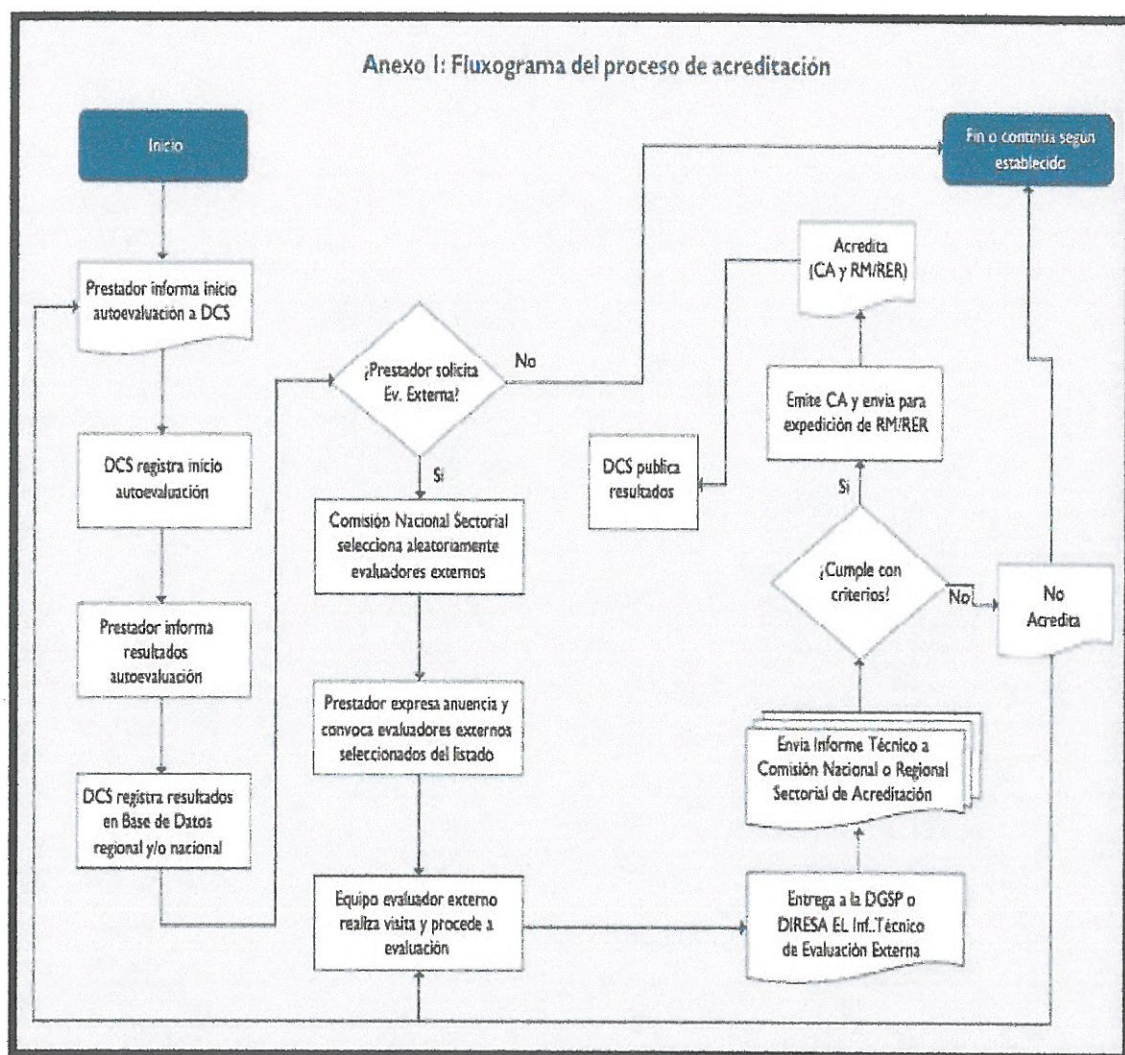 Anexo I: Fluxograma del proceso de acreditación
Inicio
Prestador informa inicio
autoevaluación a DCS
DCS registra inicio
autoevaluación
Prestador informa
resultados
autoevaluación
DCS registra resultados
en Base de Datos
regional y/o nacional
¿Prestador solicita
Ev. Externa?
No
Si
Comisión Nacional Sectorial
selecciona aleatoriamente
evaluadores externos
Prestador expresa anuencia y
convoca evaluadores externos
seleccionados del listado
Equipo evaluador externo
realiza visita y procede a
evaluación
Entrega a la DGSP o
DIRESA EL Inf..Técnico
de Evaluación Externa
Envia Informe Técnico a
Comisión Nacional o Regional
Sectorial de Acreditación
¿Cumple con
criterios?
No
No
Acredita
Si
Emite CA y envia para
expedición de RM/RER
Acredita
(CA y RM/RER)
DCS publica
resultados
Fin o continúa según
establecido